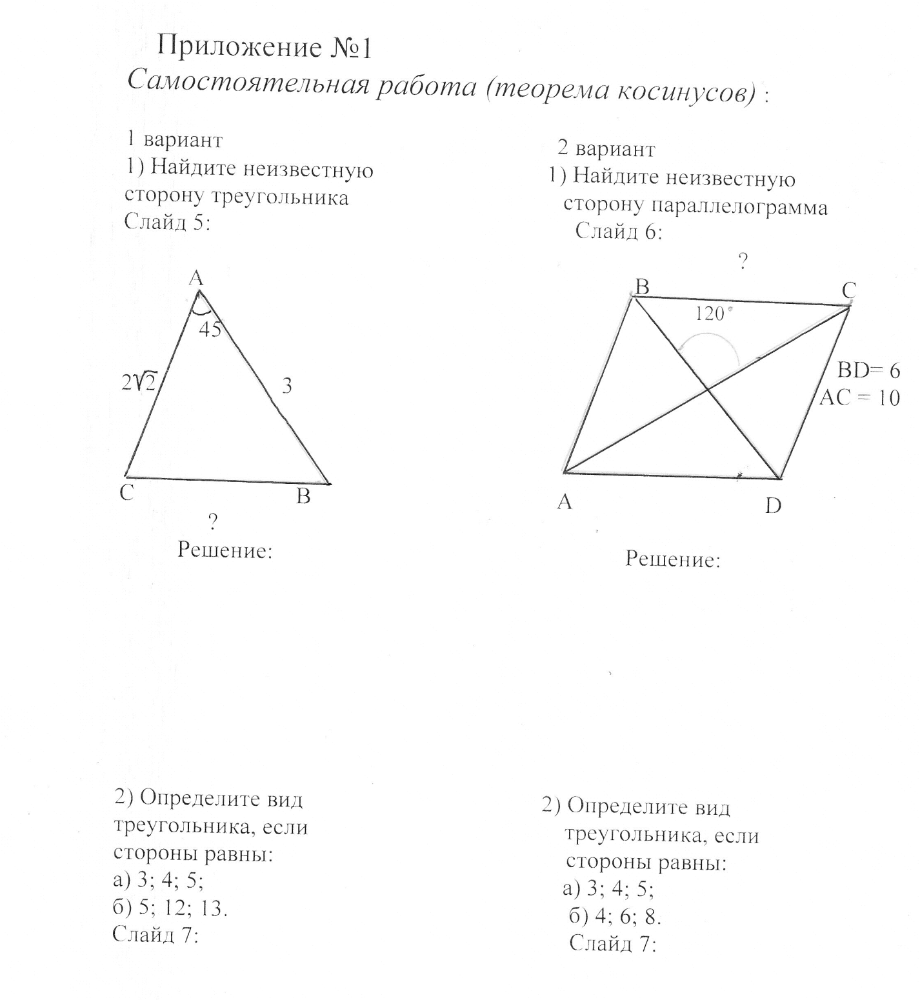 Приложение №1
Самостоятельная работа (теорема косинусов) :
1 вариант
1) Найдите неизвестную
сторону треугольника
Слайд 5:
A
45
2√2
3
C
B
?
Решение:
2) Определите вид
треугольника, если
стороны равны:
а) 3; 4; 5;
б) 5; 12; 13.
Слайд 7:
2 вариант
1) Найдите неизвестную
сторону параллелограмма
Слайд 6:
?
B
C
120°
BD= 6
AC = 10
A
D
Решение:
2) Определите вид
треугольника, если
стороны равны:
а) 3; 4; 5;
б) 4; 6; 8.
Слайд 7: